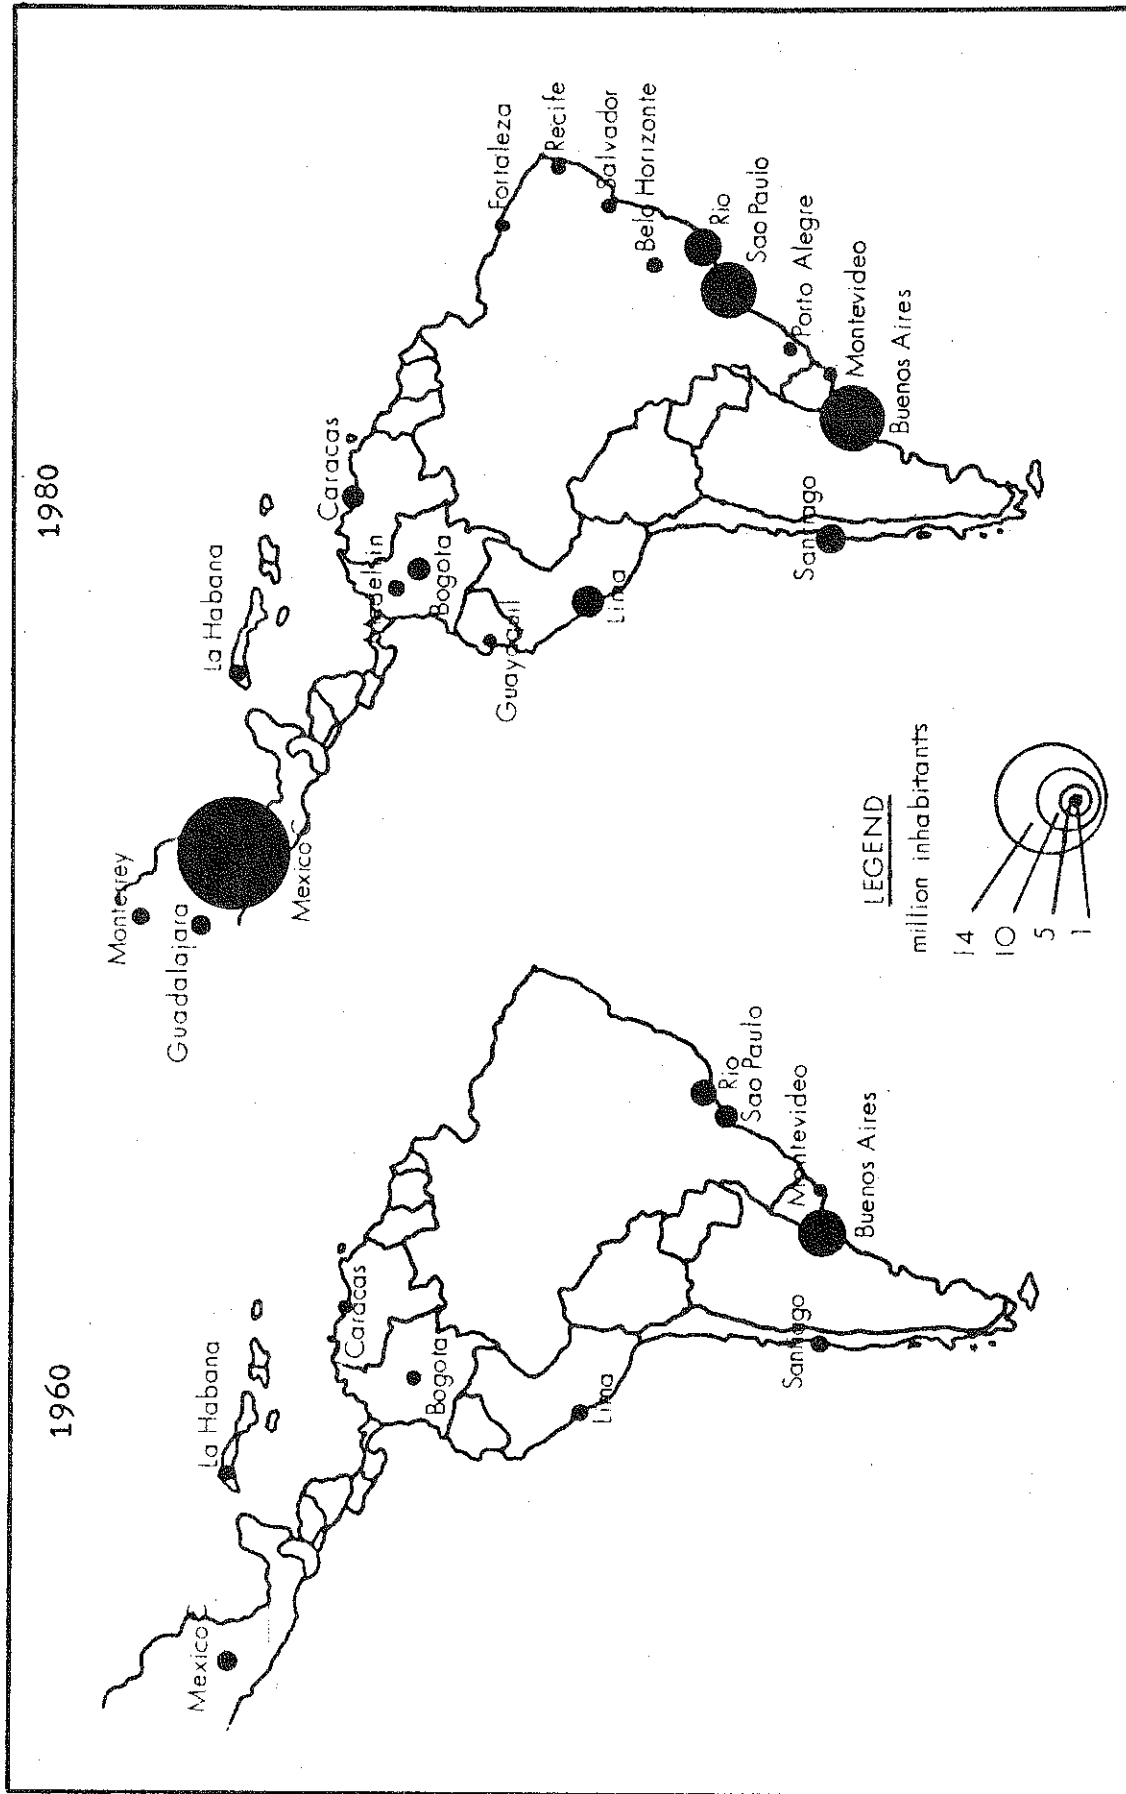 1960
Mexico C
La Habana
Caracas
Bogota
Lima
Santiago
Rio
Sao Paulo
Montevideo
Buenos Aires
1980
Monterrey
Guadalajara
Mexico C
La Habana
Caracas
Bogota
Guayaquil
Lima
Santiago
Fortaleza
Recife
Salvador
Belo Horizonte
Rio
Sao Paulo
Porto Alegre
Montevideo
Buenos Aires
LEGEND
million inhabitants
14
10
5
1